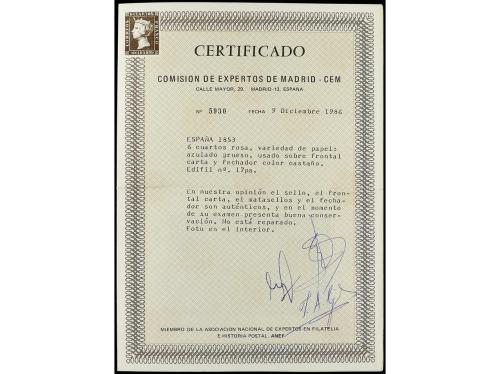 CERTIFICADO
COMISION DE EXPERTOS DE MADRID - CEM
CALLE MAYOR, 29. MADRID-13. ESPAÑA
Nº 5930 FECHA 9 Diciembre 1986
ESPAÑA 1853
6 cuartos rosa, variedad de papel:
azulado grueso, usado sobre frontal
carta y fechador color castaño.
Edifil nº. 17pa.
En nuestra opinión el sello, el fron-
tal carta, el matasellos y el fecha-
dor son auténticos, y en el momento
de su examen presenta buena conser-
vación. No está reparado.
Foto en el interior.
MIEMBRO DE LA ASOCIACION NACIONAL DE EXPERTOS EN FILATELIA
E HISTORIA POSTAL. ANEF